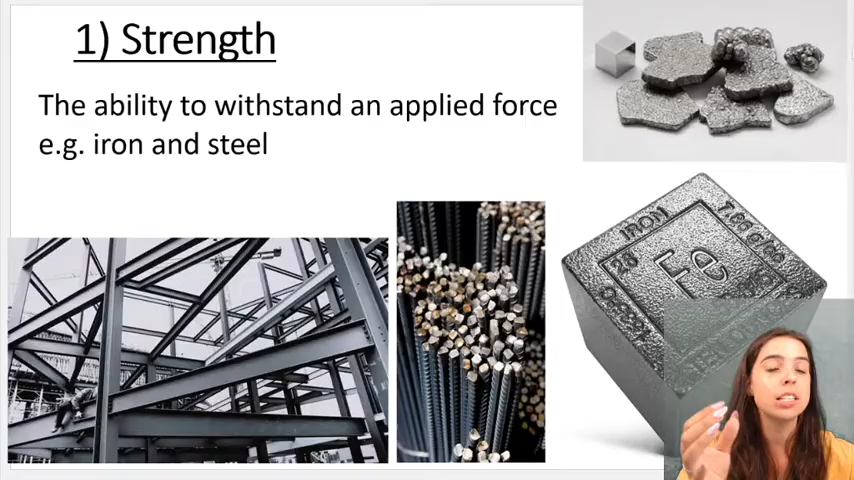 1) Strength
The ability to withstand an applied force
e.g. iron and steel
IRON
26
Fe